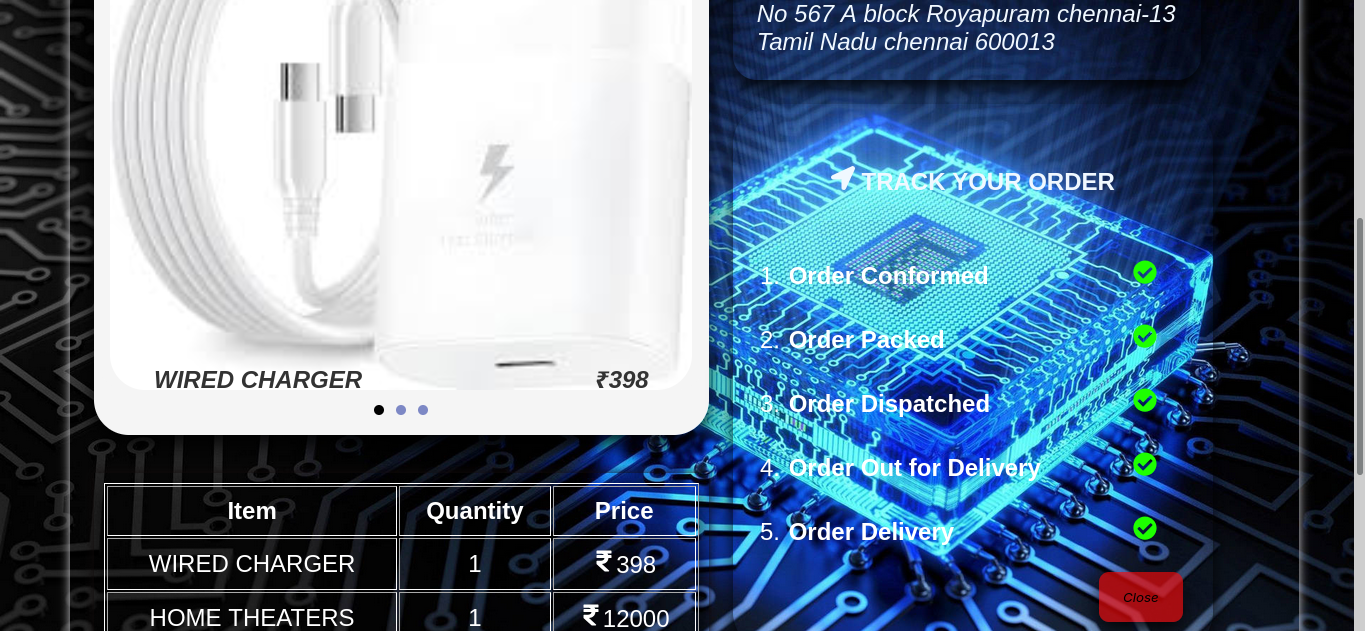 No 567 A block Royapuram chennai-13
Tamil Nadu chennai 600013
TRACK YOUR ORDER
1. Order Conformed
2. Order Packed
3. Order Dispatched
4. Order Out for Delivery
5. Order Delivery
Close
WIRED CHARGER ₹398
Item Quantity Price
WIRED CHARGER 1 ₹ 398
HOME THEATERS 1 ₹ 12000